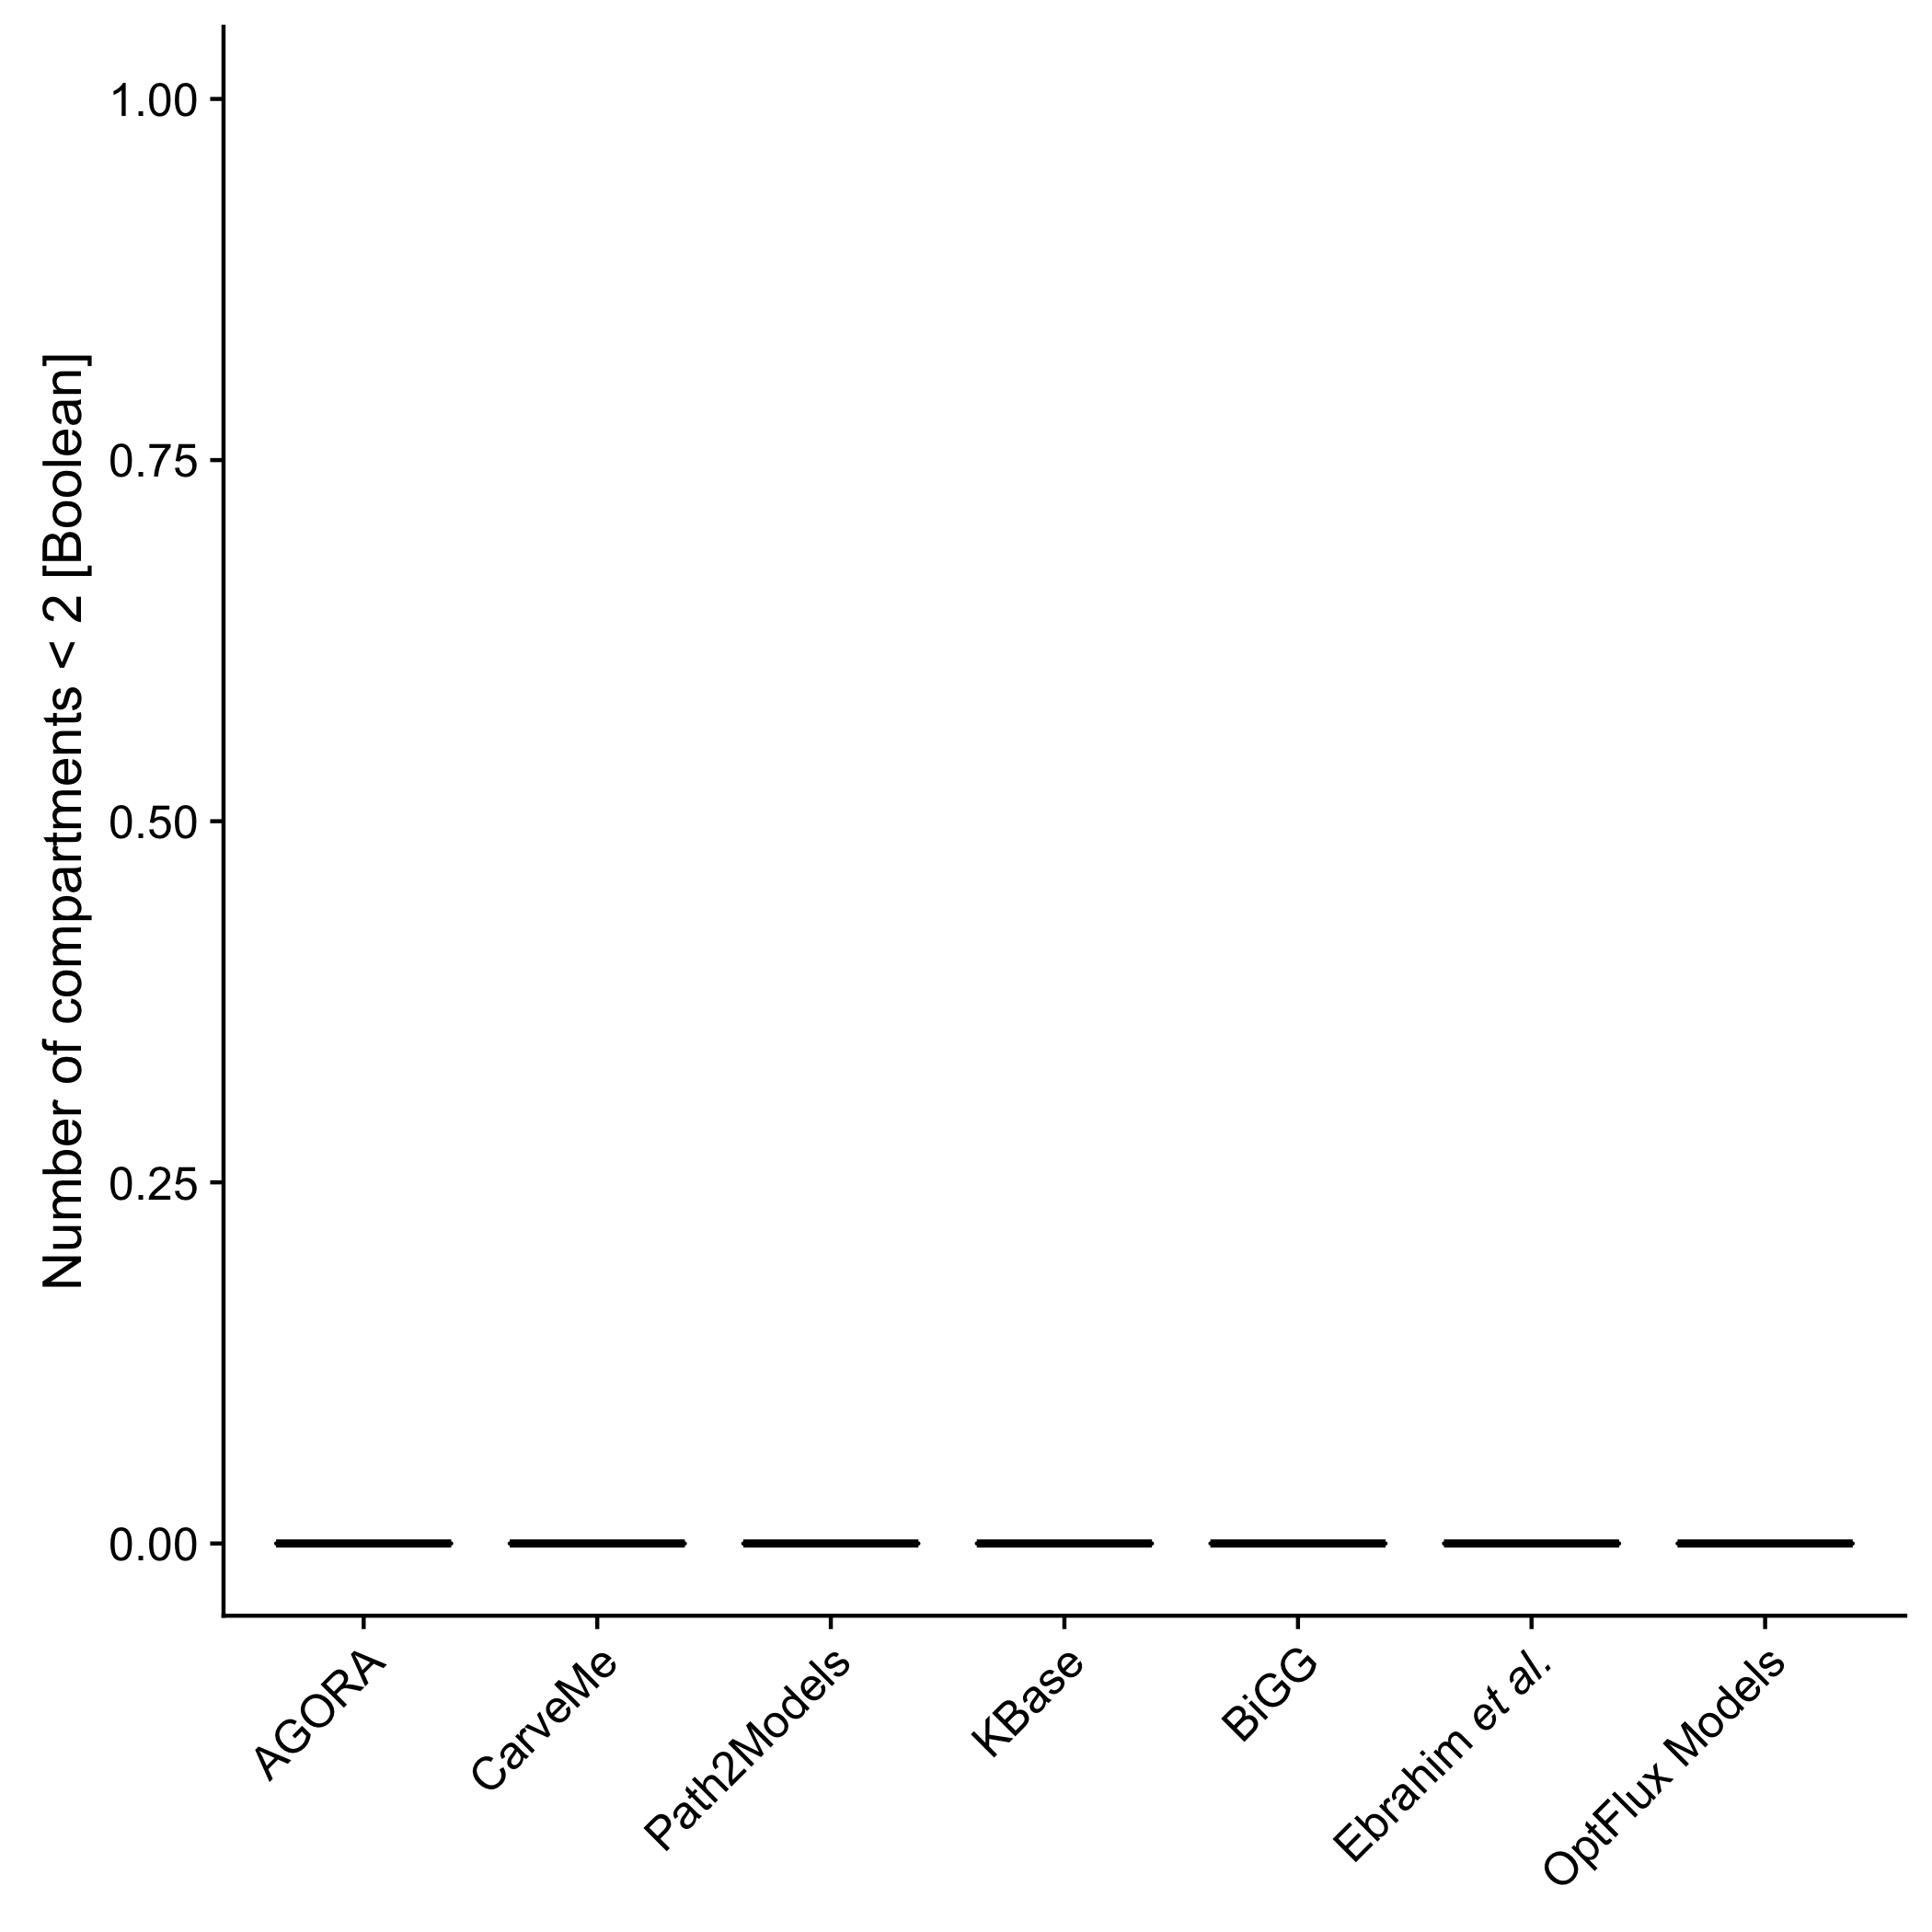 Number of compartments < 2 [Boolean]
1.00
0.75
0.50
0.25
0.00
AGORA
CarveMe
Path2Models
KBase
BiGG
Ebrahim et al.
OptFlux Models